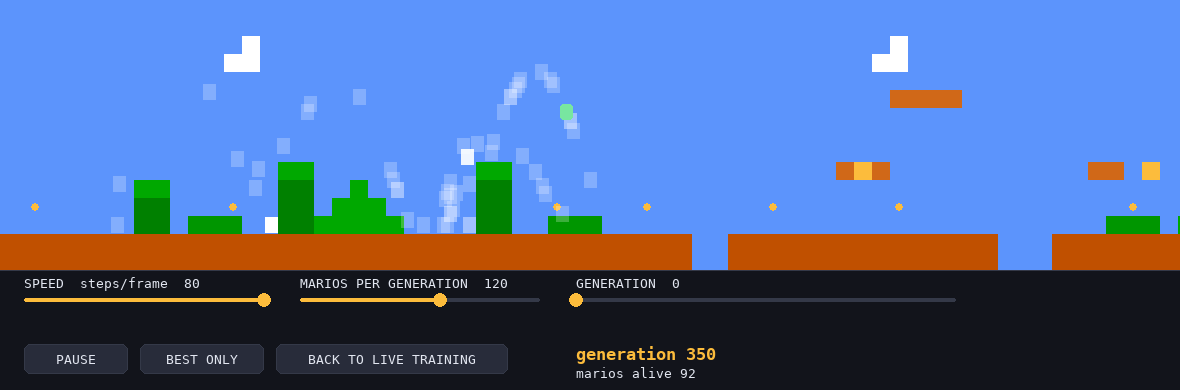 SPEED  steps/frame  80
MARIOS PER GENERATION  120
GENERATION  0
PAUSE
BEST ONLY
BACK TO LIVE TRAINING
generation 350
marios alive 92